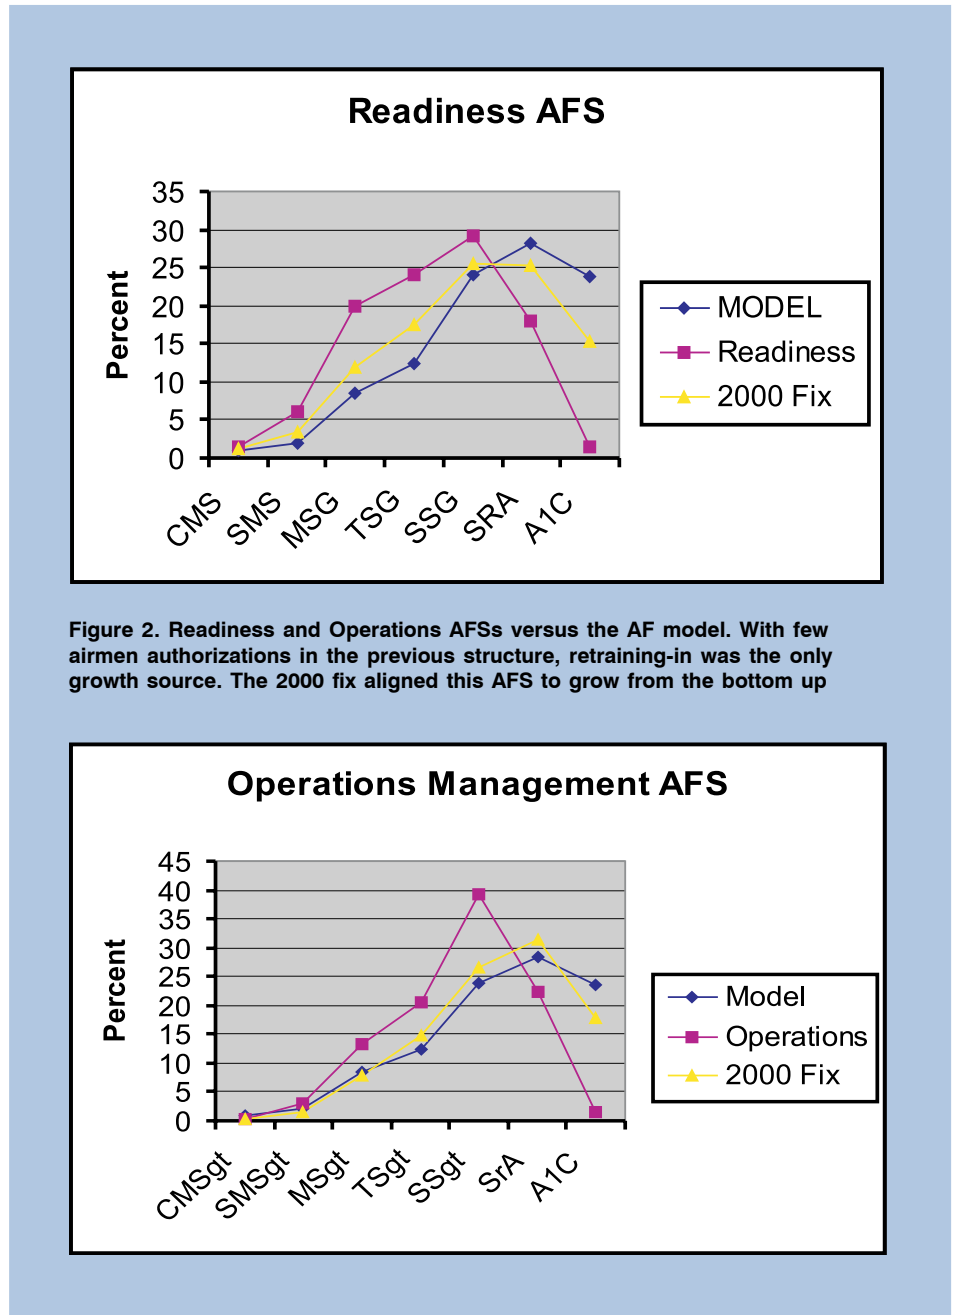 Readiness AFS
35
30
25
20
15
10
5
0
Percent
CMS
SMS
MSG
TSG
SSG
SRA
A1C
MODEL
Readiness
2000 Fix
Figure 2. Readiness and Operations AFSs versus the AF model. With few
airmen authorizations in the previous structure, retraining-in was the only
growth source. The 2000 fix aligned this AFS to grow from the bottom up
Operations Management AFS
45
40
35
30
25
20
15
10
5
0
Percent
CMSgt
SMSgt
MSgt
TSgt
SSgt
SrA
A1C
Model
Operations
2000 Fix